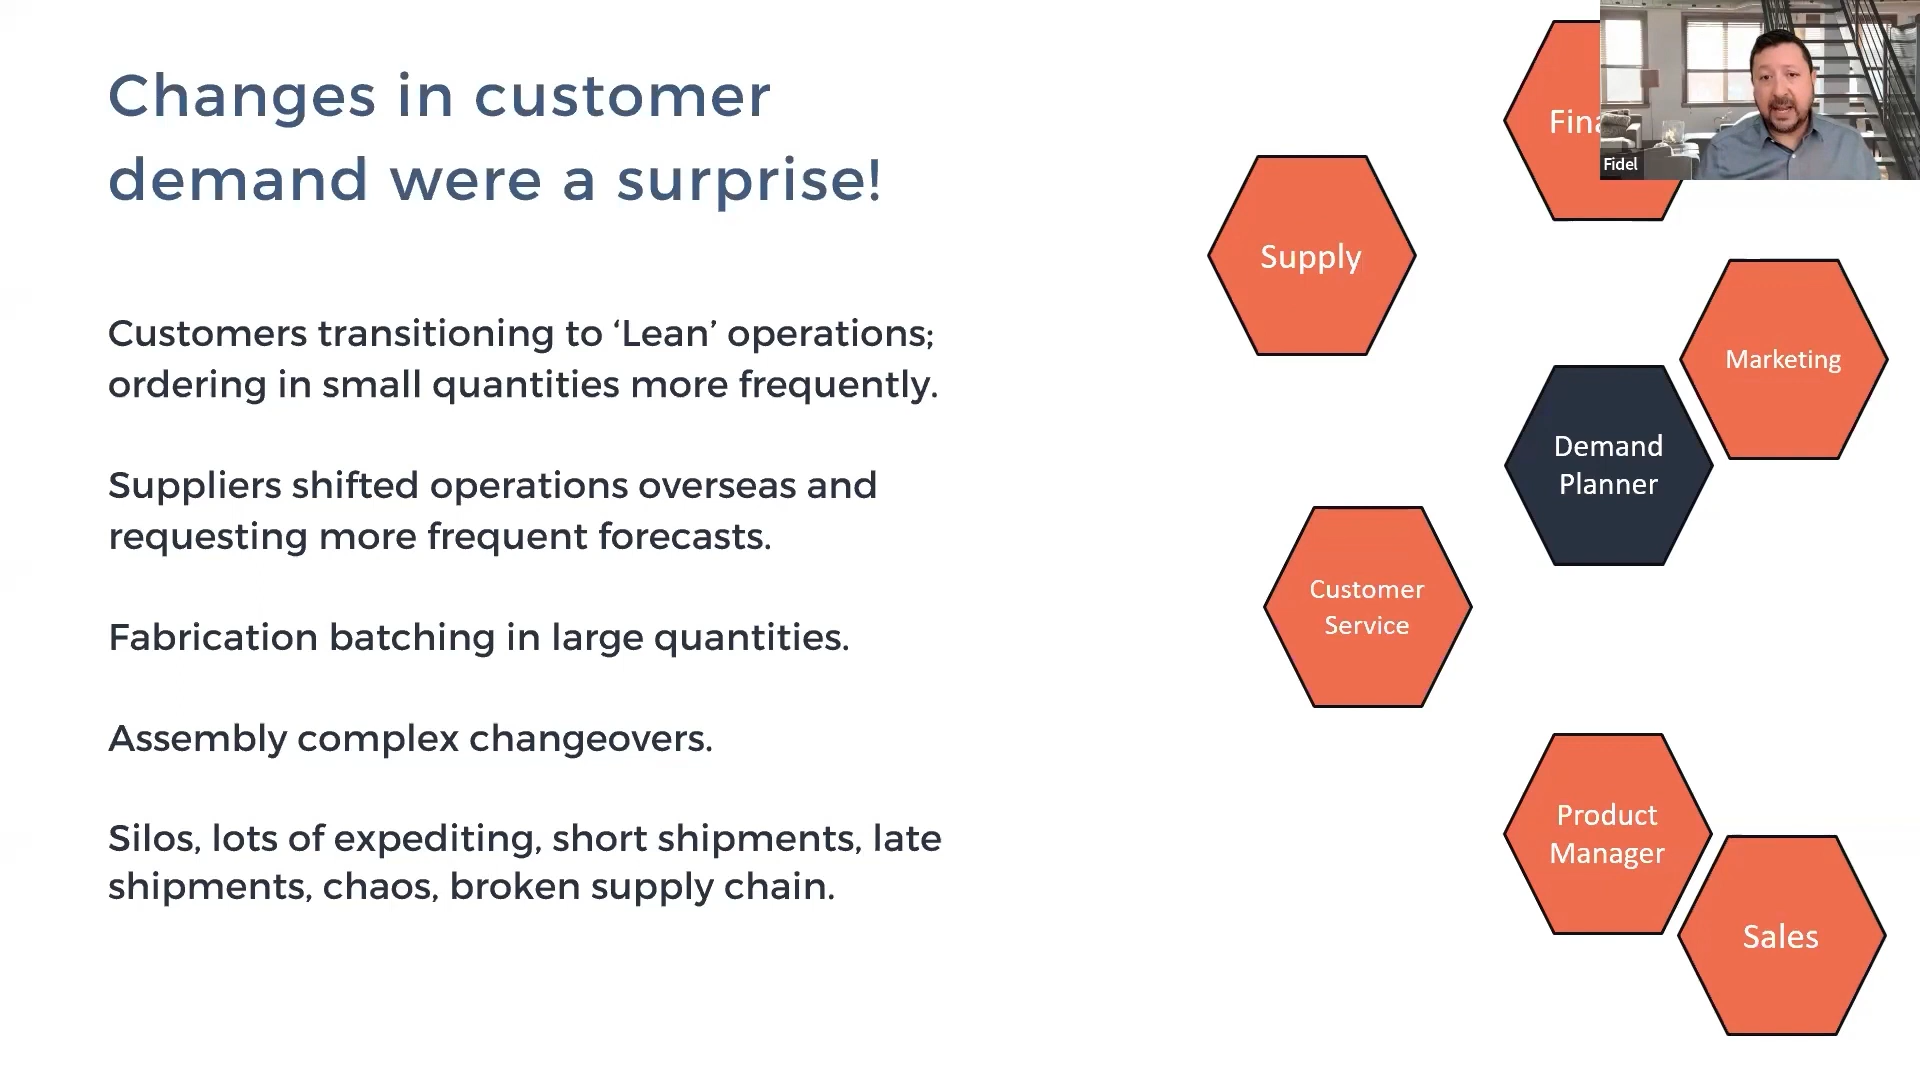 Changes in customer
demand were a surprise!
Customers transitioning to ‘Lean’ operations;
ordering in small quantities more frequently.
Suppliers shifted operations overseas and
requesting more frequent forecasts.
Fabrication batching in large quantities.
Assembly complex changeovers.
Silos, lots of expediting, short shipments, late
shipments, chaos, broken supply chain.
Fidel
Supply
Marketing
Demand
Planner
Customer
Service
Product
Manager
Sales